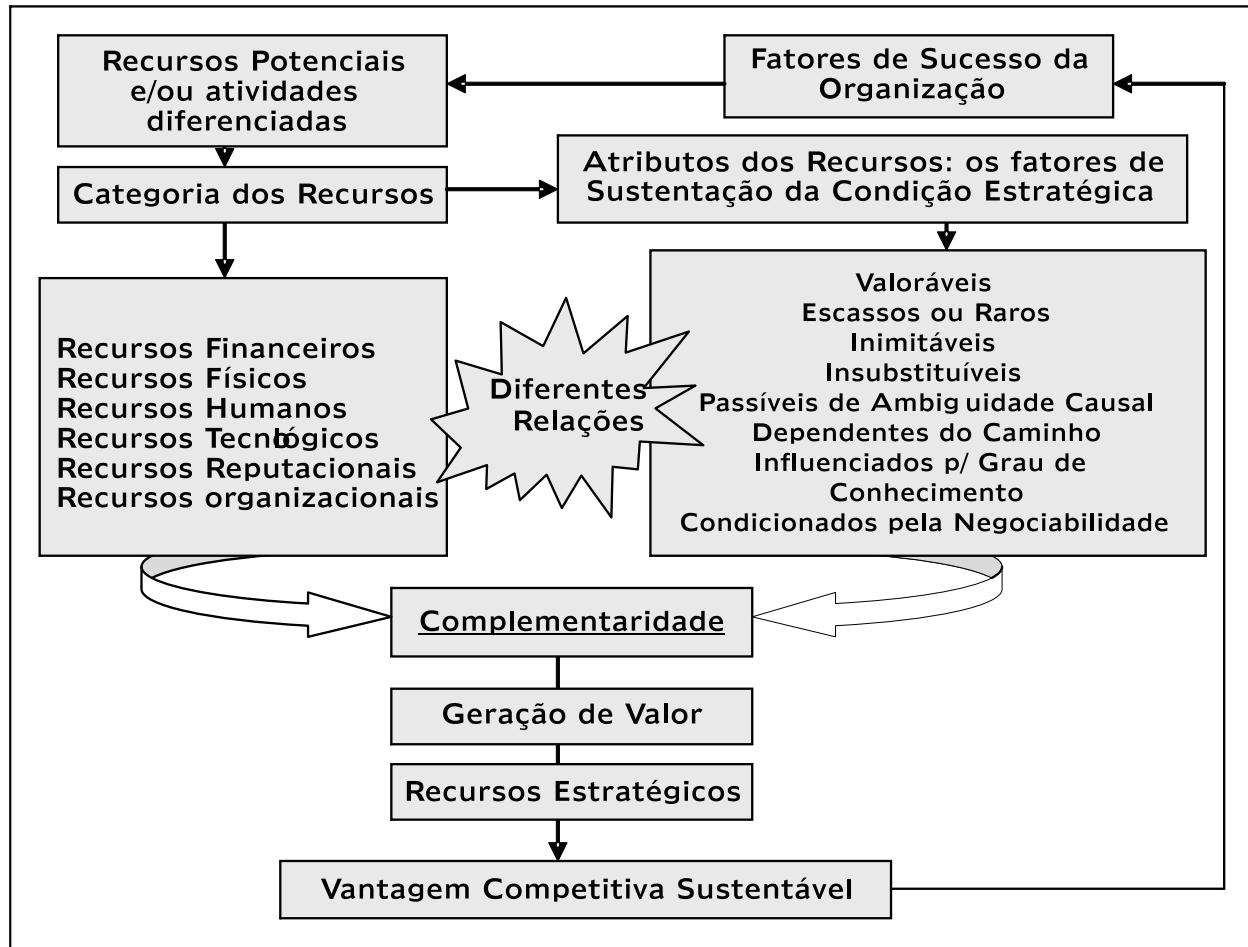 Recursos Potenciais
e/ou atividades
diferenciadas
Fatores de Sucesso da
Organização
Categoria dos Recursos
Atributos dos Recursos: os fatores de
Sustentação da Condição Estratégica
Recursos Financeiros
Recursos Físicos
Recursos Humanos
Recursos Tecnológicos
Recursos Reputacionais
Recursos organizacionais
Diferentes
Relações
Valoráveis
Escassos ou Raros
Inimitáveis
Insubstituíveis
Passíveis de Ambiguidade Causal
Dependentes do Caminho
Influenciados p/ Grau de
Conhecimento
Condicionados pela Negociabilidade
Complementaridade
Geração de Valor
Recursos Estratégicos
Vantagem Competitiva Sustentável